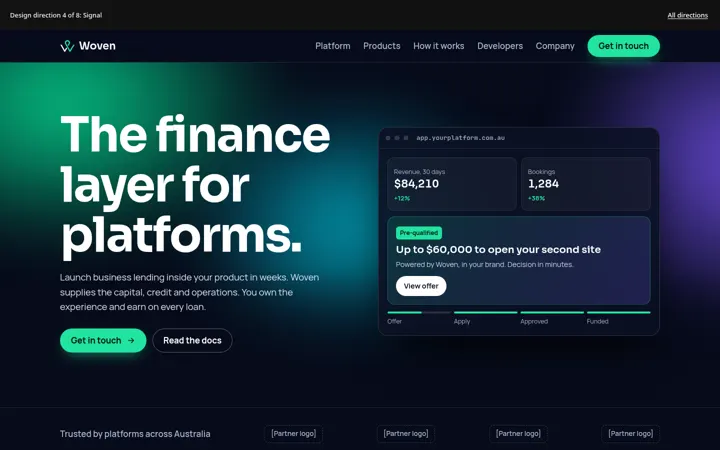 Design direction 4 of 8: Signal
All directions
Woven
Platform
Products
How it works
Developers
Company
Get in touch
The finance
layer for
platforms.
Launch business lending inside your product in weeks. Woven
supplies the capital, credit and operations. You own the
experience and earn on every loan.
Get in touch →
Read the docs
app.yourplatform.com.au
Revenue, 30 days
$84,210
+12%
Bookings
1,284
+38%
Pre-qualified
Up to $60,000 to open your second site
Powered by Woven, in your brand. Decision in minutes.
View offer
Offer
Apply
Approved
Funded
Trusted by platforms across Australia
[Partner logo]
[Partner logo]
[Partner logo]
[Partner logo]